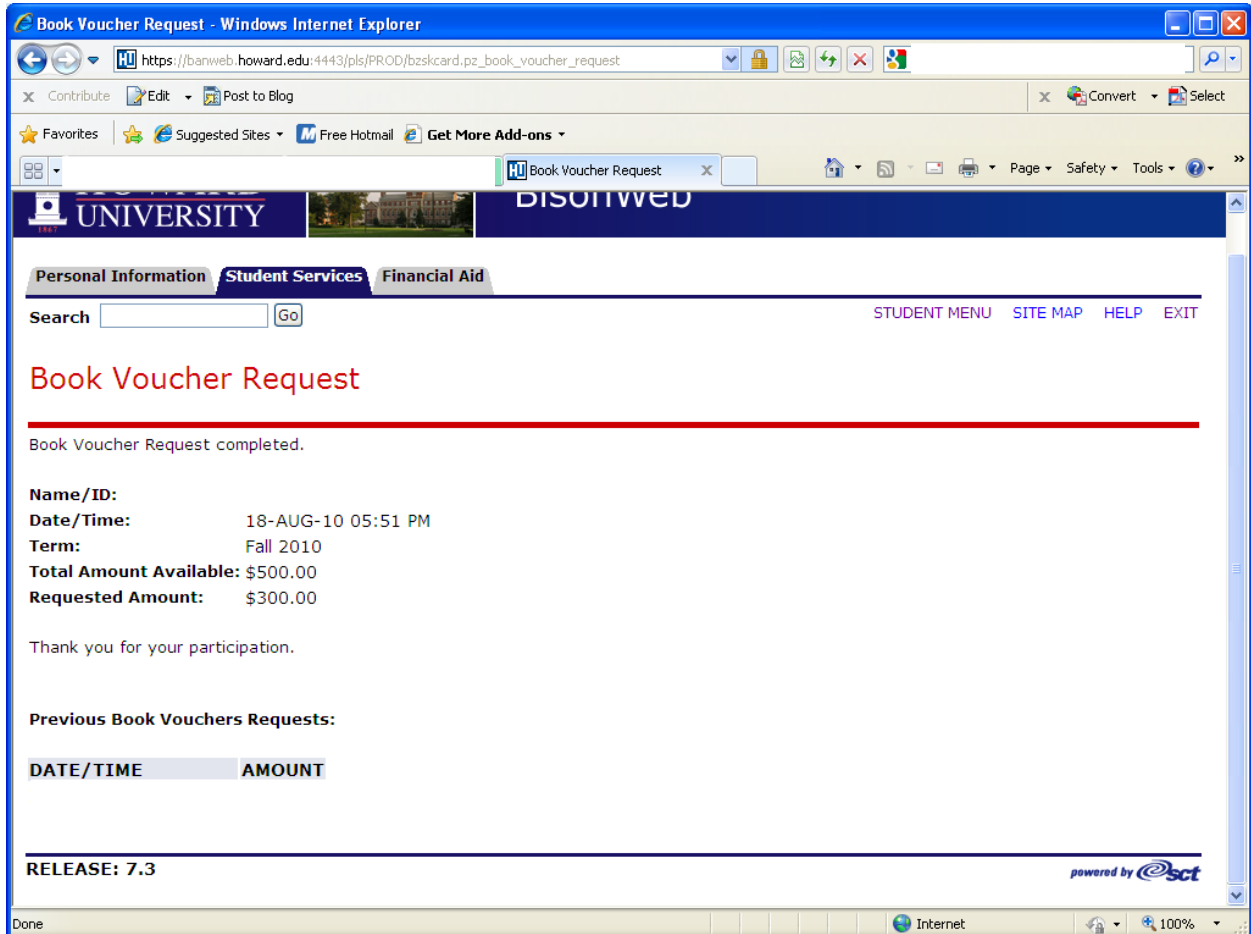 Book Voucher Request - Windows Internet Explorer
https://banweb.howard.edu:4443/pls/PROD/bzskcard.pz_book_voucher_request
x Contribute Edit Post to Blog x Convert Select
Favorites Suggested Sites Free Hotmail Get More Add-ons
HU Book Voucher Request x Page Safety Tools »
HOWARD
UNIVERSITY
1867
BisonWeb
Personal Information Student Services Financial Aid
Search Go STUDENT MENU SITE MAP HELP EXIT
Book Voucher Request
Book Voucher Request completed.
Name/ID:
Date/Time: 18-AUG-10 05:51 PM
Term: Fall 2010
Total Amount Available: $500.00
Requested Amount: $300.00
Thank you for your participation.
Previous Book Vouchers Requests:
DATE/TIME AMOUNT
RELEASE: 7.3
powered by sct
Done Internet 100%